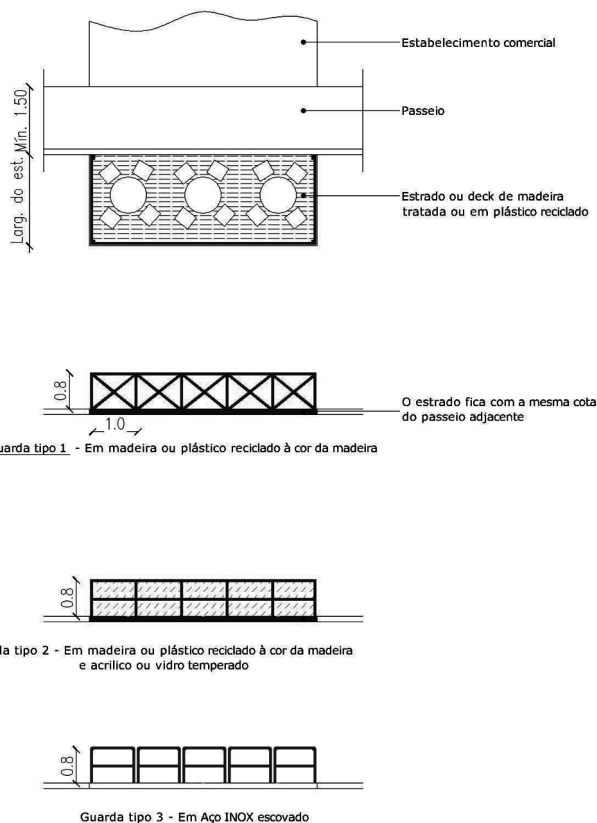 Estabelecimento comercial
Mín. 1.50
Passeio
Larg. do est.
Estrado ou deck de madeira
tratada ou em plástico reciclado
0.8
1.0
O estrado fica com a mesma cota
do passeio adjacente
uarda tipo 1 - Em madeira ou plástico reciclado à cor da madeira
0.8
da tipo 2 - Em madeira ou plástico reciclado à cor da madeira
e acrilico ou vidro temperado
0.8
Guarda tipo 3 - Em Aço INOX escovado